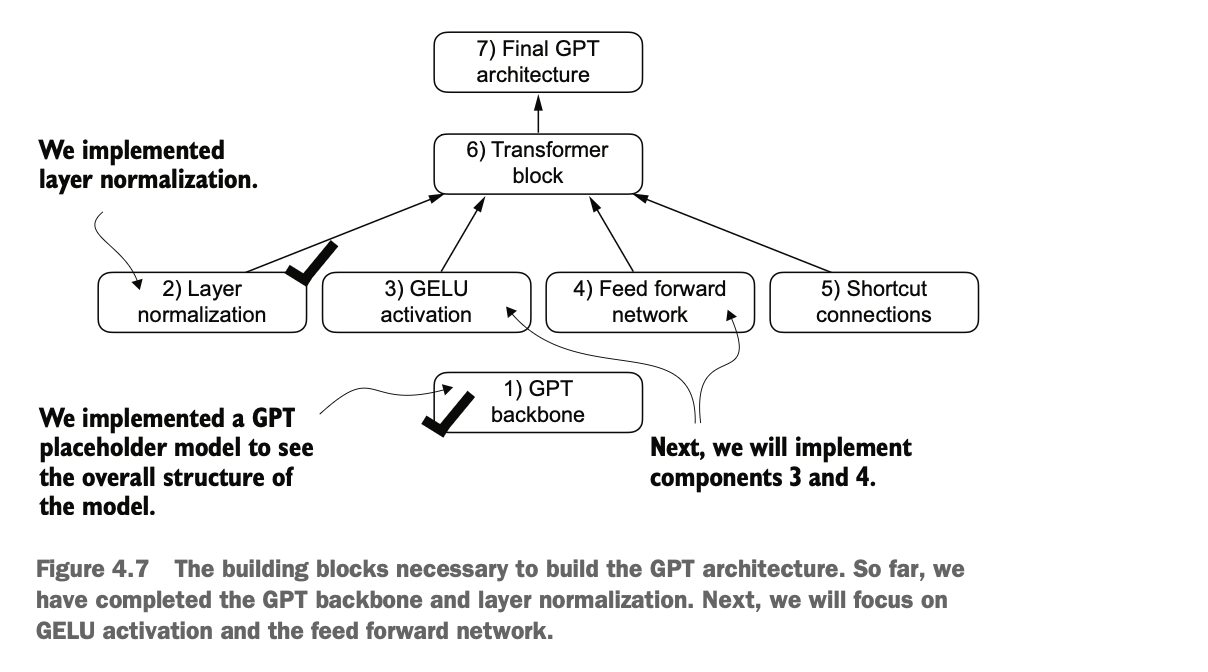 7) Final GPT
architecture
We implemented
layer normalization.
6) Transformer
block
2) Layer
normalization
3) GELU
activation
4) Feed forward
network
5) Shortcut
connections
1) GPT
backbone
We implemented a GPT
placeholder model to see
the overall structure of
the model.
Next, we will implement
components 3 and 4.
Figure 4.7 The building blocks necessary to build the GPT architecture. So far, we
have completed the GPT backbone and layer normalization. Next, we will focus on
GELU activation and the feed forward network.